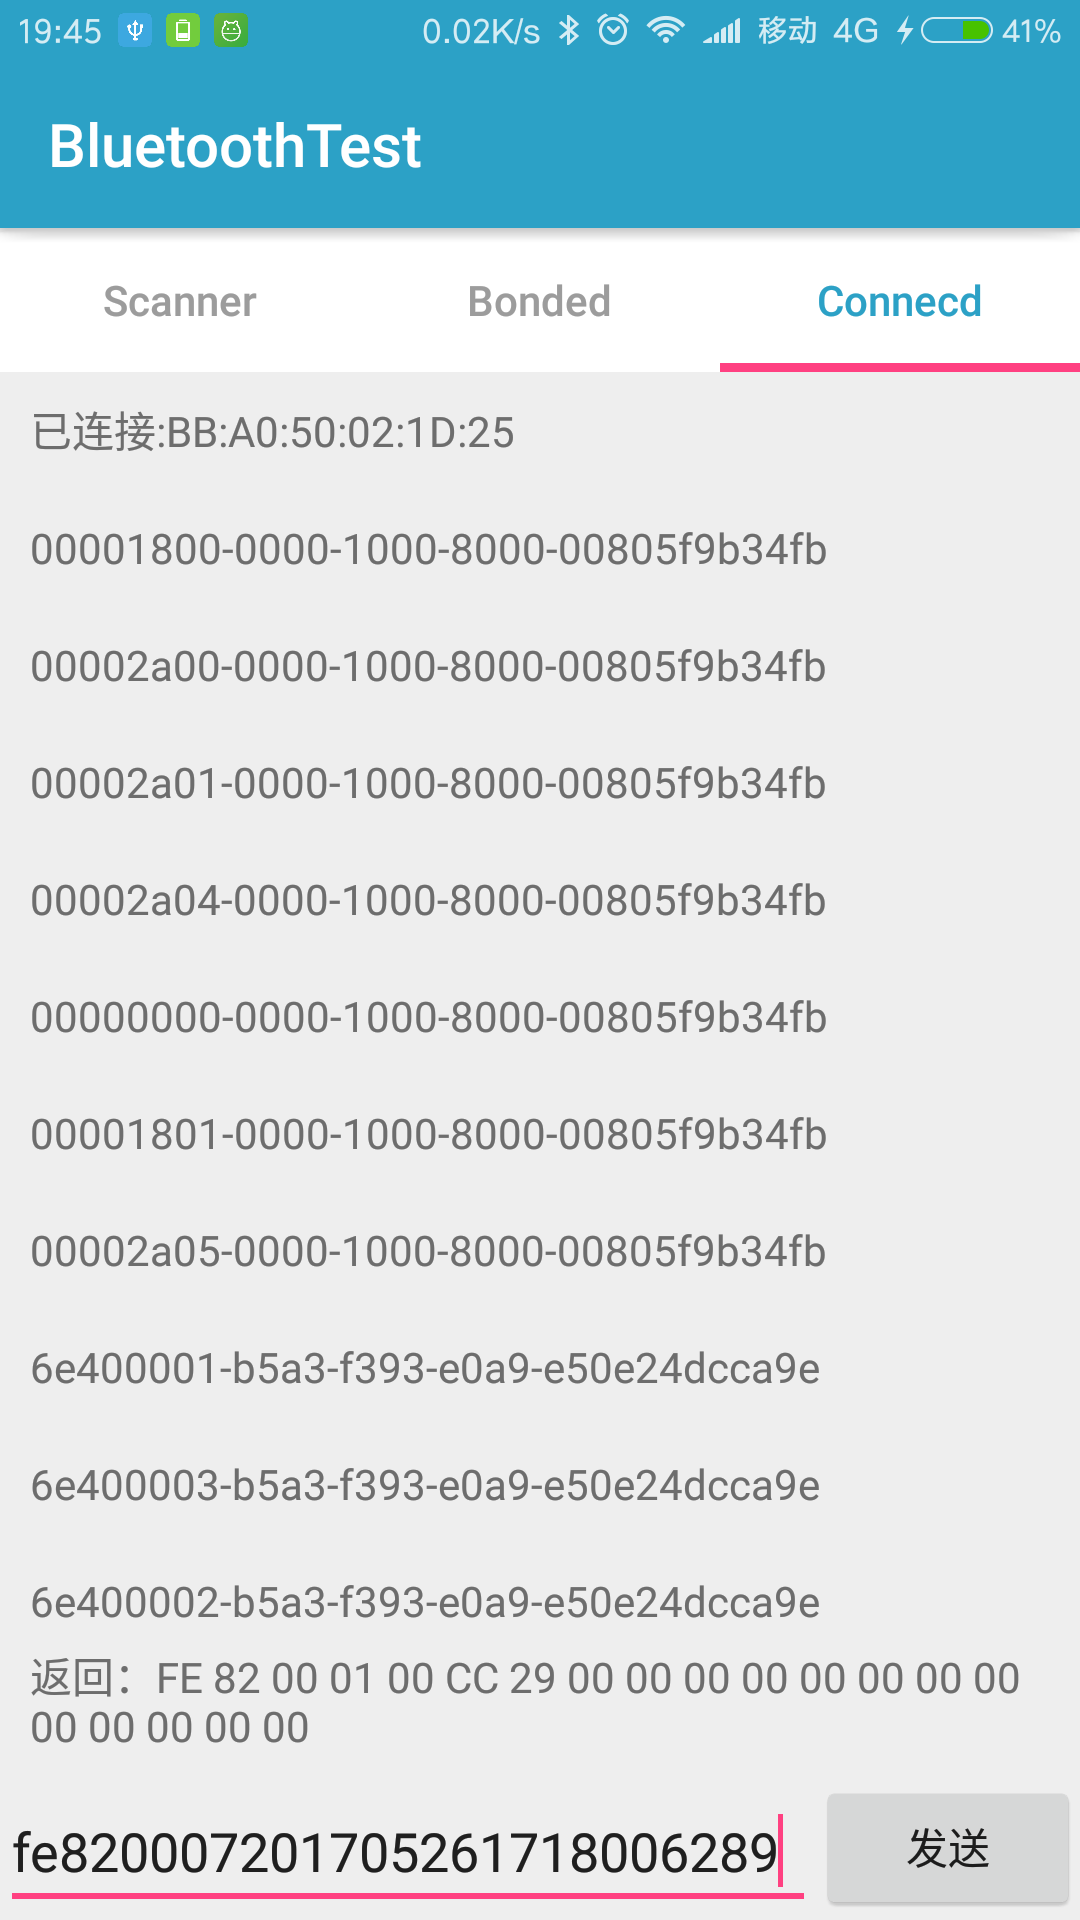 19:45 0.02K/s 移动 4G 41%
BluetoothTest
Scanner Bonded Connecd
已连接:BB:A0:50:02:1D:25
00001800-0000-1000-8000-00805f9b34fb
00002a00-0000-1000-8000-00805f9b34fb
00002a01-0000-1000-8000-00805f9b34fb
00002a04-0000-1000-8000-00805f9b34fb
00000000-0000-1000-8000-00805f9b34fb
00001801-0000-1000-8000-00805f9b34fb
00002a05-0000-1000-8000-00805f9b34fb
6e400001-b5a3-f393-e0a9-e50e24dcca9e
6e400003-b5a3-f393-e0a9-e50e24dcca9e
6e400002-b5a3-f393-e0a9-e50e24dcca9e
返回：FE 82 00 01 00 CC 29 00 00 00 00 00 00 00 00
00 00 00 00 00
fe820007201705261718006289 发送